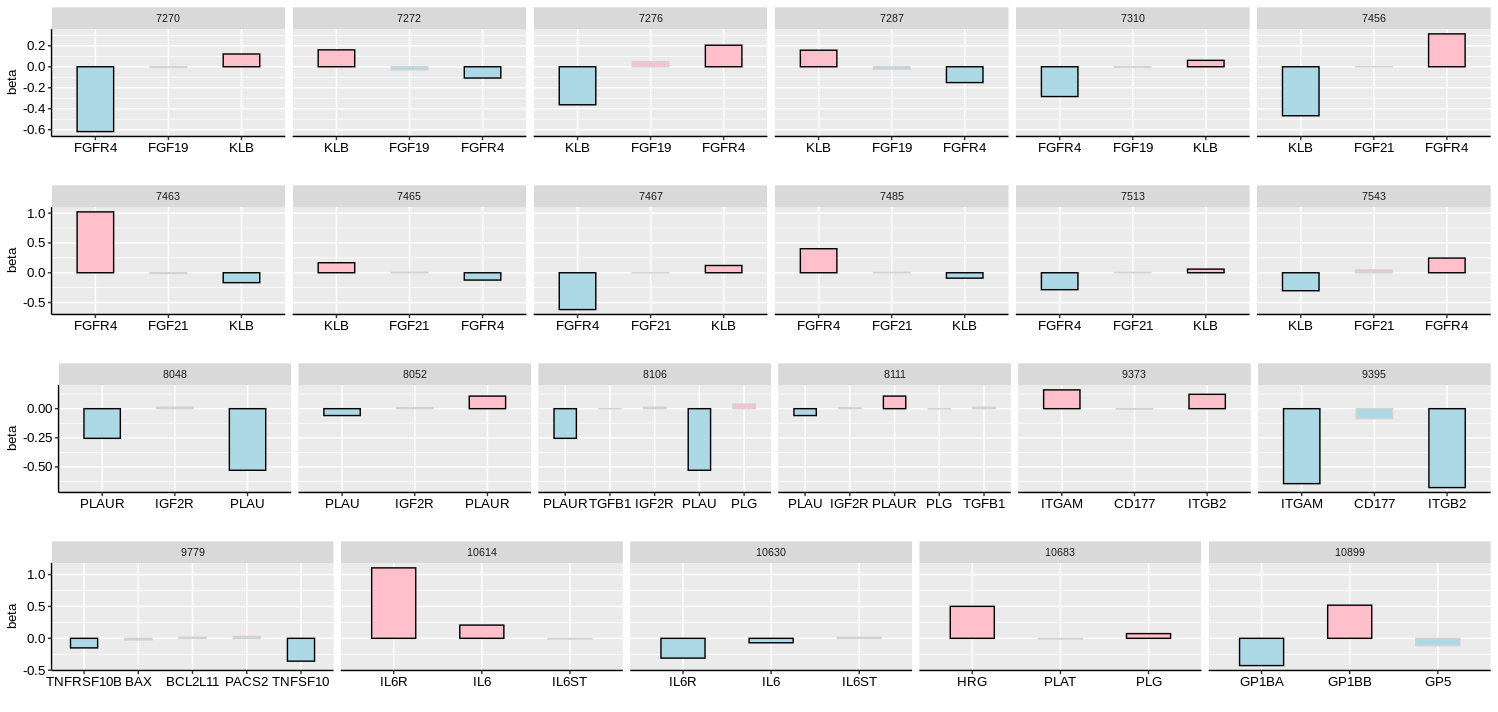 7270 7272 7276 7287 7310 7456
0.2
0.0
-0.2
-0.4
-0.6
beta
FGFR4 FGF19 KLB KLB FGF19 FGFR4 KLB FGF19 FGFR4 KLB FGF19 FGFR4 FGFR4 FGF19 KLB KLB FGF21 FGFR4
7463 7465 7467 7485 7513 7543
1.0
0.5
0.0
-0.5
beta
FGFR4 FGF21 KLB KLB FGF21 FGFR4 FGFR4 FGF21 KLB FGFR4 FGF21 KLB FGFR4 FGF21 KLB KLB FGF21 FGFR4
8048 8052 8106 8111 9373 9395
0.00
-0.25
-0.50
beta
PLAUR IGF2R PLAU PLAU IGF2R PLAUR PLAUR TGFB1 IGF2R PLAU PLG PLAU IGF2R PLAUR PLG TGFB1 ITGAM CD177 ITGB2 ITGAM CD177 ITGB2
9779 10614 10630 10683 10899
1.0
0.5
0.0
-0.5
beta
TNFRSF10B BAX BCL2L11 PACS2 TNFSF10 IL6R IL6 IL6ST IL6R IL6 IL6ST HRG PLAT PLG GP1BA GP1BB GP5